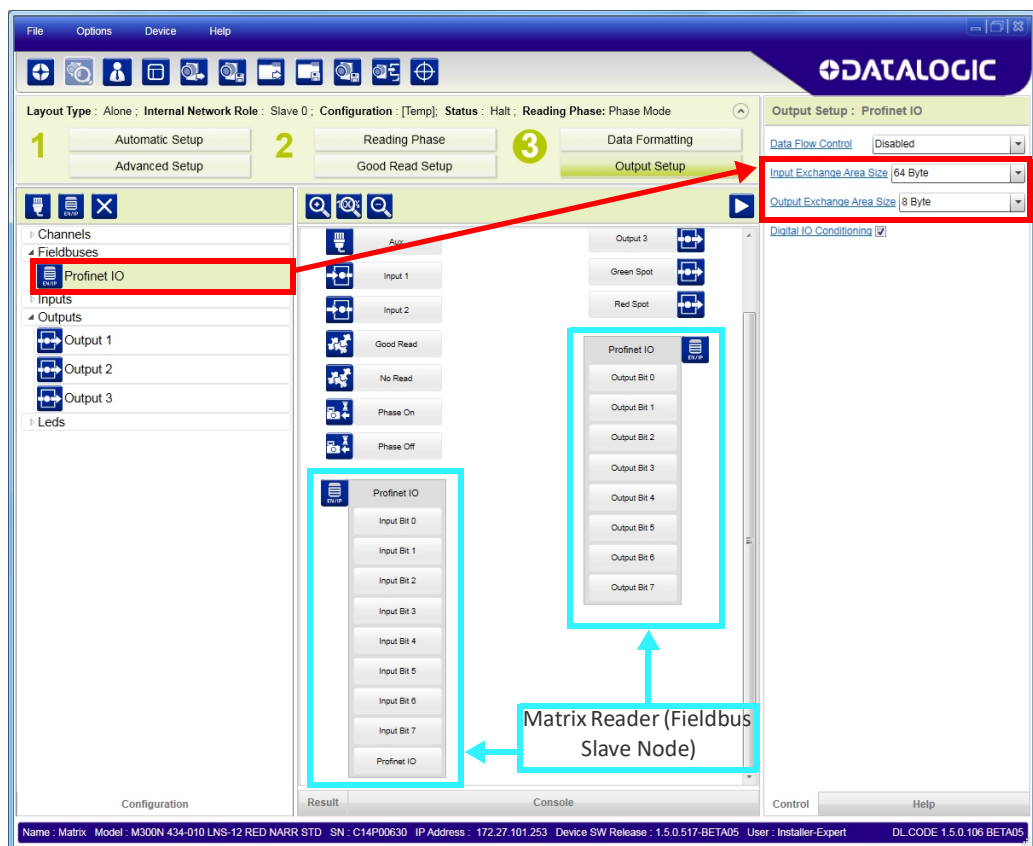 File Options Device Help
DATALOGIC
Layout Type : Alone ; Internal Network Role : Slave 0 ; Configuration : [Temp]; Status : Halt ; Reading Phase: Phase Mode
1 Automatic Setup 2 Reading Phase 3 Data Formatting
Advanced Setup Good Read Setup Output Setup
Output Setup : Profinet IO
Data Flow Control Disabled
Input Exchange Area Size 64 Byte
Output Exchange Area Size 8 Byte
Digital IO Conditioning
EN/IP
Channels
Fieldbuses
EN/IP Profinet IO
Inputs
Outputs
Output 1
Output 2
Output 3
Leds
100%
Aux
Input 1
Input 2
Good Read
No Read
Phase On
Phase Off
EN/IP Profinet IO
Input Bit 0
Input Bit 1
Input Bit 2
Input Bit 3
Input Bit 4
Input Bit 5
Input Bit 6
Input Bit 7
Profinet IO
Output 3
Green Spot
Red Spot
Profinet IO EN/IP
Output Bit 0
Output Bit 1
Output Bit 2
Output Bit 3
Output Bit 4
Output Bit 5
Output Bit 6
Output Bit 7
Matrix Reader (Fieldbus
Slave Node)
Configuration Result Console Control Help
Name : Matrix Model : M300N 434-010 LNS-12 RED NARR STD SN : C14P00630 IP Address : 172.27.101.253 Device SW Release : 1.5.0.517-BETA05 User : Installer-Expert DL.CODE 1.5.0.106 BETA05